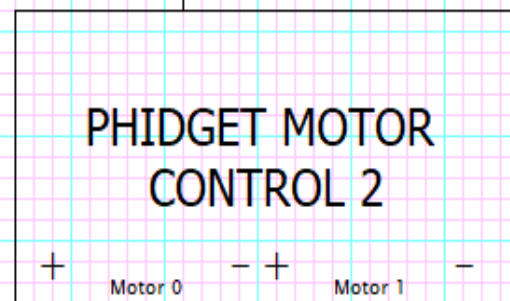 PHIDGET MOTOR
CONTROL 2
+ − + −
Motor 0 Motor 1